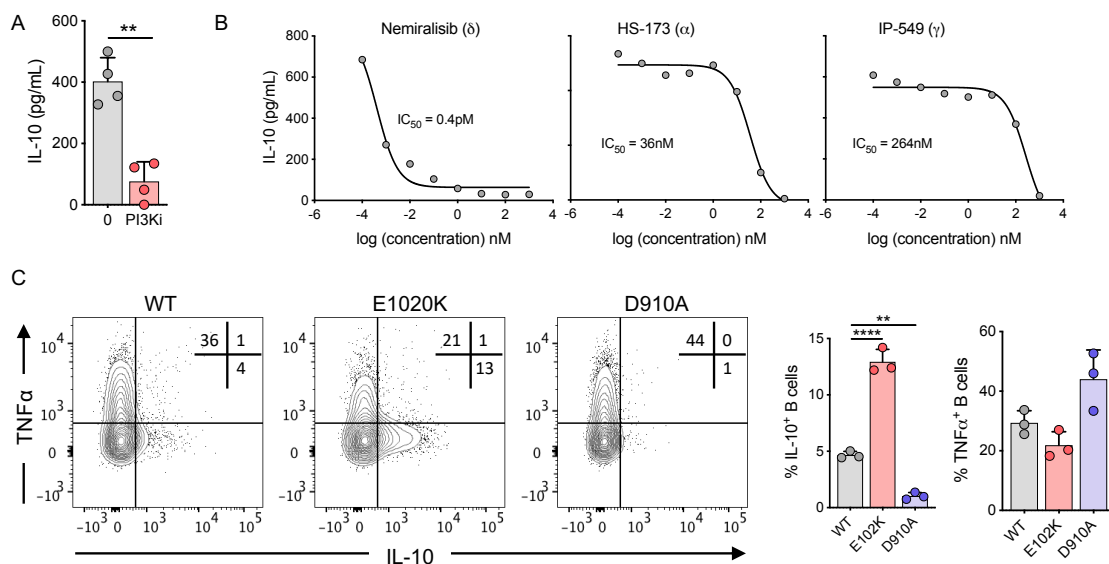 A
IL-10 (pg/mL)
600
400
200
0
**
0 PI3Ki
B
IL-10 (pg/mL)
800
600
400
200
0
Nemiralisib (δ)
IC50 = 0.4pM
-6 -4 -2 0 2 4
log (concentration) nM
HS-173 (α)
IC50 = 36nM
-6 -4 -2 0 2 4
log (concentration) nM
IP-549 (γ)
IC50 = 264nM
-6 -4 -2 0 2 4
log (concentration) nM
C
TNFα
WT
10^4
10^3
0
-10^3
36 1
4
-10^3 0 10^3 10^4 10^5
E1020K
10^4
10^3
0
-10^3
21 1
13
-10^3 0 10^3 10^4 10^5
D910A
10^4
10^3
0
-10^3
44 0
1
-10^3 0 10^3 10^4 10^5
IL-10
% IL-10+ B cells
15
10
5
0
**
****
WT E102K D910A
% TNFα+ B cells
60
40
20
0
WT E102K D910A